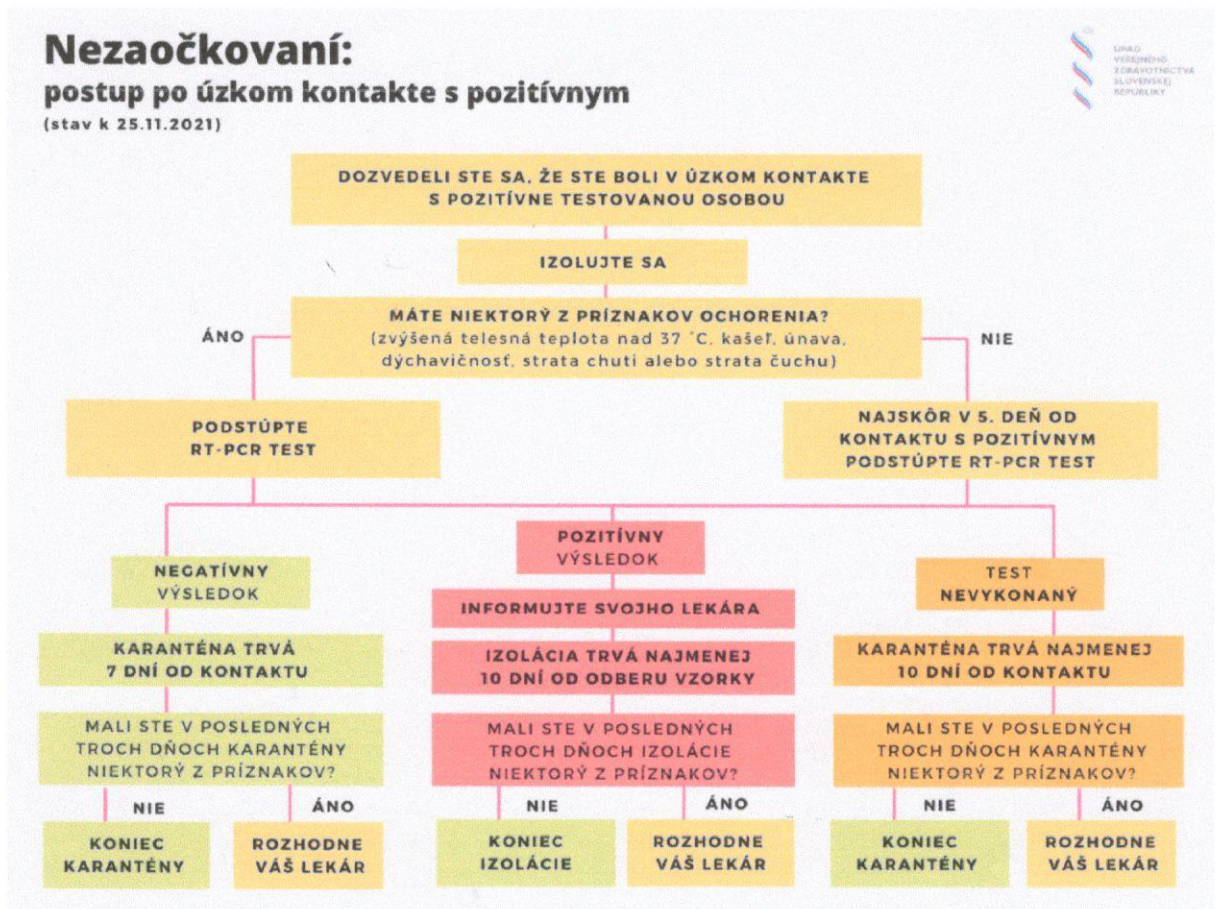 Nezaočkovaní:
postup po úzkom kontakte s pozitívnym
(stav k 25.11.2021)
ÚRAD
VEREJNÉHO
ZDRAVOTNÍCTVA
SLOVENSKEJ
REPUBLIKY
DOZVEDELI STE SA, ŽE STE BOLI V ÚZKOM KONTAKTE
S POZITÍVNE TESTOVANOU OSOBOU
IZOLUJTE SA
MÁTE NIEKTORÝ Z PRÍZNAKOV OCHORENIA?
(zvýšená telesná teplota nad 37 °C, kašeľ, únava,
dýchavičnosť, strata chuti alebo strata čuchu)
ÁNO
NIE
PODSTÚPTE
RT-PCR TEST
NAJSKÔR V 5. DEŇ OD
KONTAKTU S POZITÍVNYM
PODSTÚPTE RT-PCR TEST
NEGATÍVNY
VÝSLEDOK
KARANTÉNA TRVÁ
7 DNÍ OD KONTAKTU
MALI STE V POSLEDNÝCH
TROCH DŇOCH KARANTÉNY
NIEKTORÝ Z PRÍZNAKOV?
NIE
ÁNO
KONIEC
KARANTÉNY
ROZHODNE
VÁŠ LEKÁR
POZITÍVNY
VÝSLEDOK
INFORMUJTE SVOJHO LEKÁRA
IZOLÁCIA TRVÁ NAJMENEJ
10 DNÍ OD ODBERU VZORKY
MALI STE V POSLEDNÝCH
TROCH DŇOCH IZOLÁCIE
NIEKTORÝ Z PRÍZNAKOV?
NIE
ÁNO
KONIEC
IZOLÁCIE
ROZHODNE
VÁŠ LEKÁR
TEST
NEVYKONANÝ
KARANTÉNA TRVÁ NAJMENEJ
10 DNÍ OD KONTAKTU
MALI STE V POSLEDNÝCH
TROCH DŇOCH KARANTÉNY
NIEKTORÝ Z PRÍZNAKOV?
NIE
ÁNO
KONIEC
KARANTÉNY
ROZHODNE
VÁŠ LEKÁR